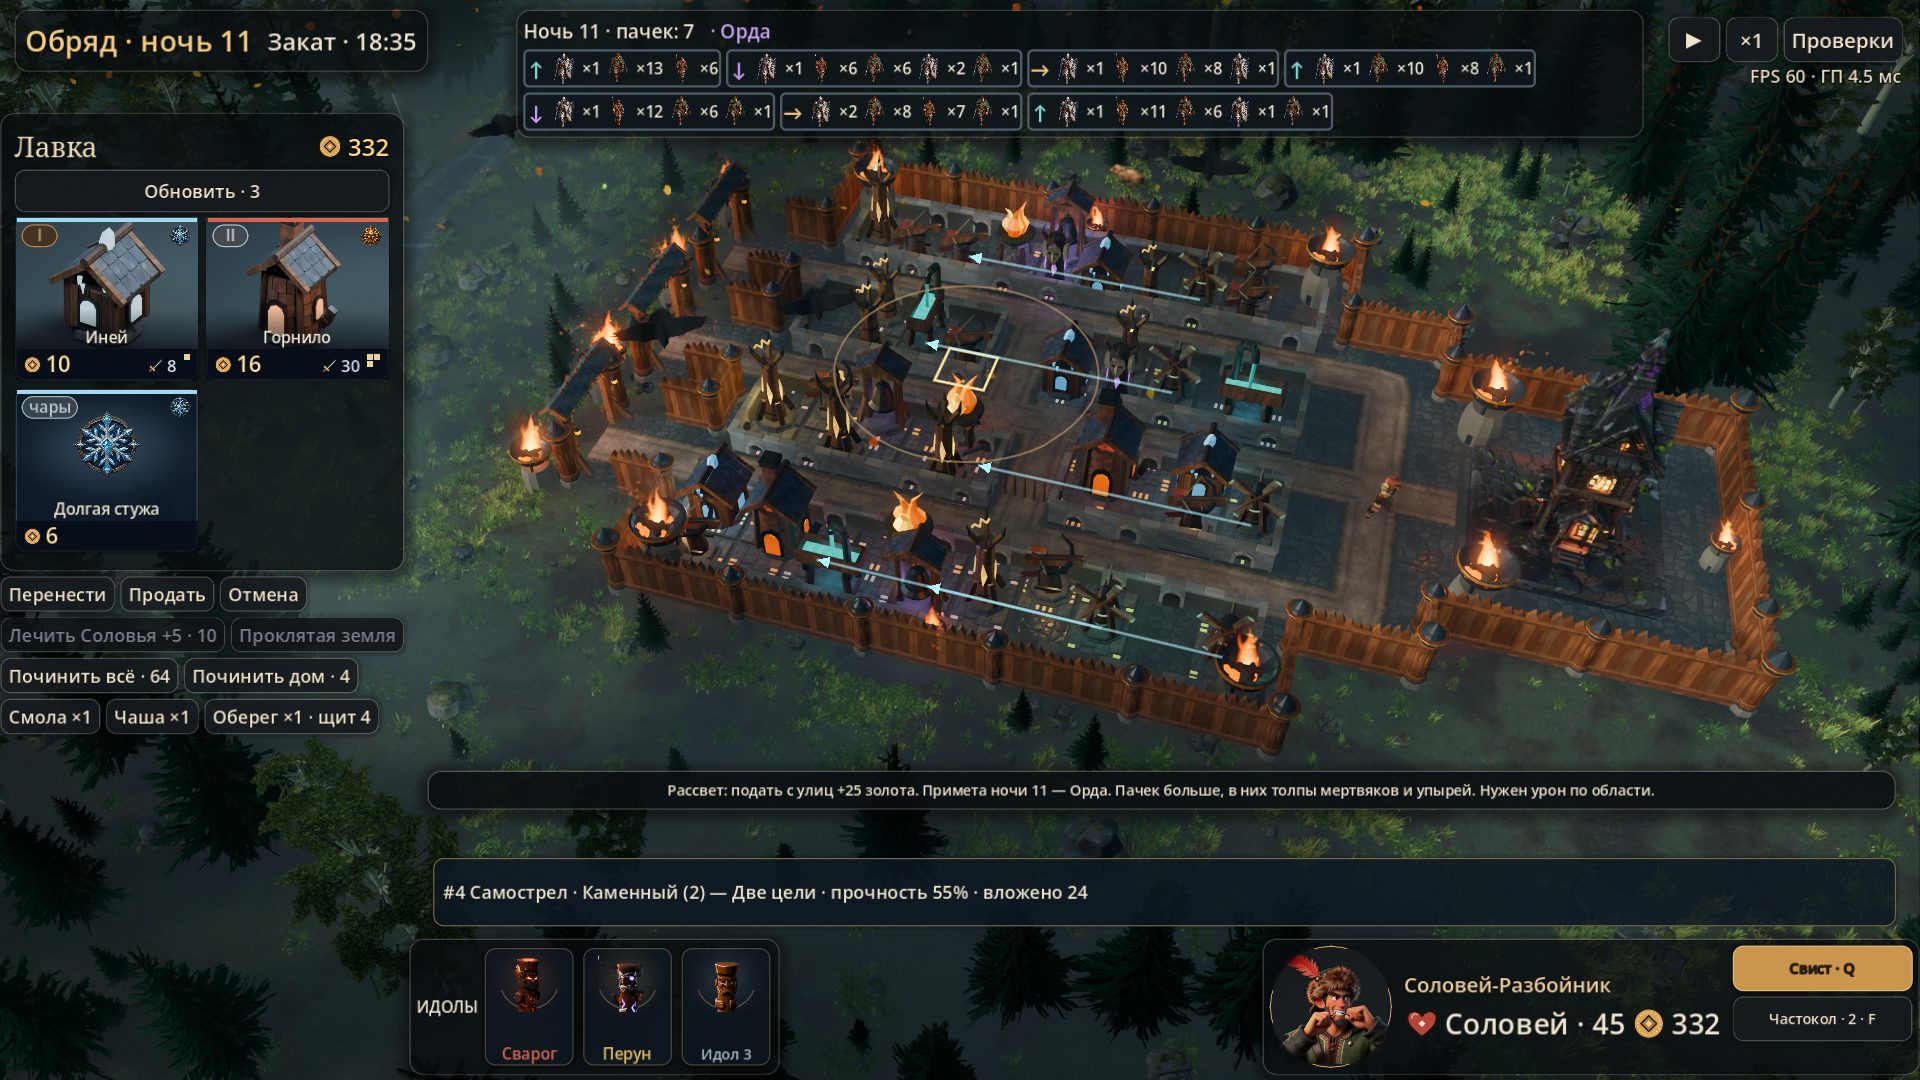 Обряд · ночь 11 Закат · 18:35
Ночь 11 · пачек: 7 · Орда
↑ ×1 ×13 ×6 ↓ ×1 ×6 ×6 ×2 ×1 → ×1 ×10 ×8 ×1 ↑ ×1 ×10 ×8 ×1
↓ ×1 ×12 ×6 ×1 → ×2 ×8 ×7 ×1 ↑ ×1 ×11 ×6 ×1 ×1
▶ ×1 Проверки
FPS 60 · ГП 4.5 мс
Лавка 332
Обновить · 3
I II
Иней Горнило
10 8 16 30
чары
Долгая стужа
6
Перенести Продать Отмена
Лечить Соловья +5 · 10 Проклятая земля
Починить всё · 64 Починить дом · 4
Смола ×1 Чаша ×1 Оберег ×1 · щит 4
Рассвет: подать с улиц +25 золота. Примета ночи 11 — Орда. Пачек больше, в них толпы мертвяков и упырей. Нужен урон по области.
#4 Самострел · Каменный (2) — Две цели · прочность 55% · вложено 24
ИДОЛЫ
Сварог Перун Идол 3
Соловей-Разбойник
Соловей · 45 332
Свист · Q
Частокол · 2 · F